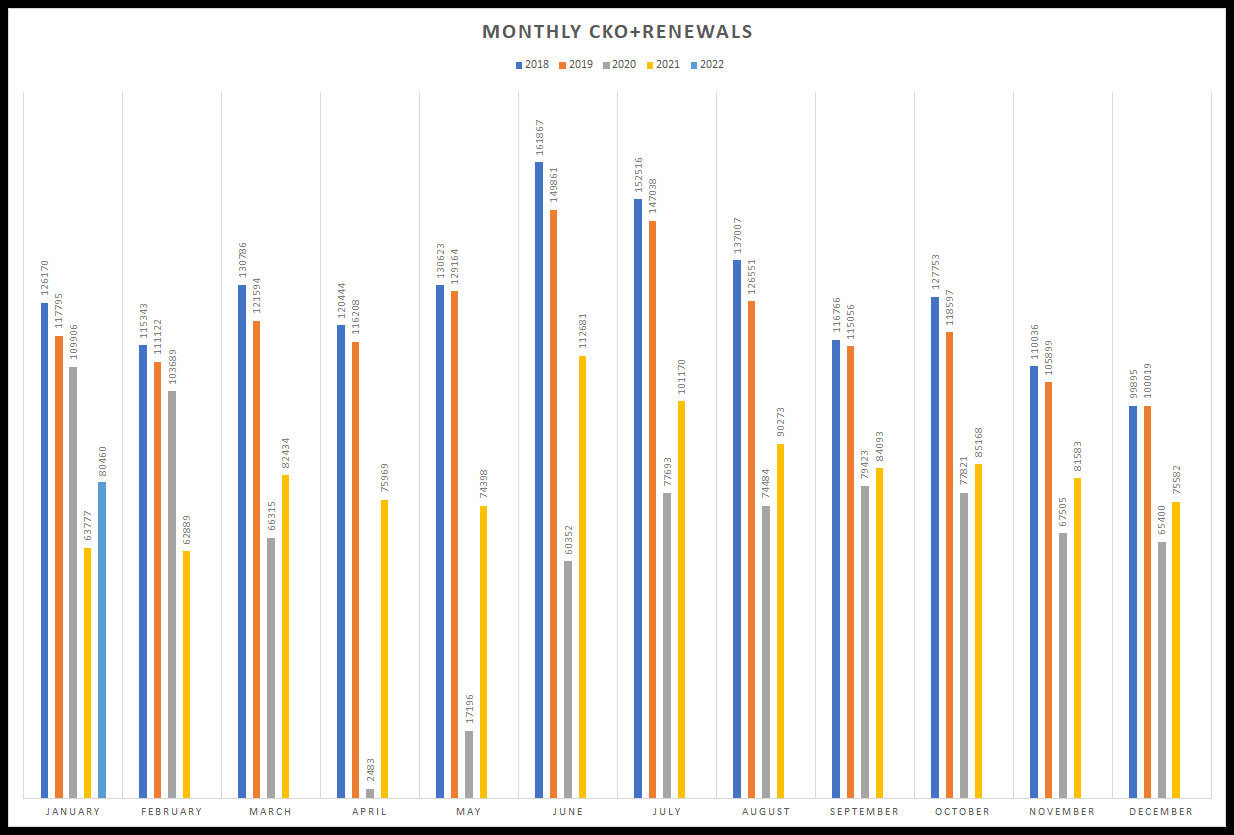 MONTHLY CKO+RENEWALS
2018 2019 2020 2021 2022
126170 117795 109906 63777 80460
115343 111122 103689 62889
130786 121594 66315 82434
120444 116208 2483 75969
130623 129164 17196 74398
161867 149861 60352 112681
152516 147038 77693 101170
137007 126551 74484 90273
116766 115056 79423 84093
127753 118597 77821 85168
110036 105899 67505 81583
99895 100019 65400 75582
JANUARY FEBRUARY MARCH APRIL MAY JUNE JULY AUGUST SEPTEMBER OCTOBER NOVEMBER DECEMBER